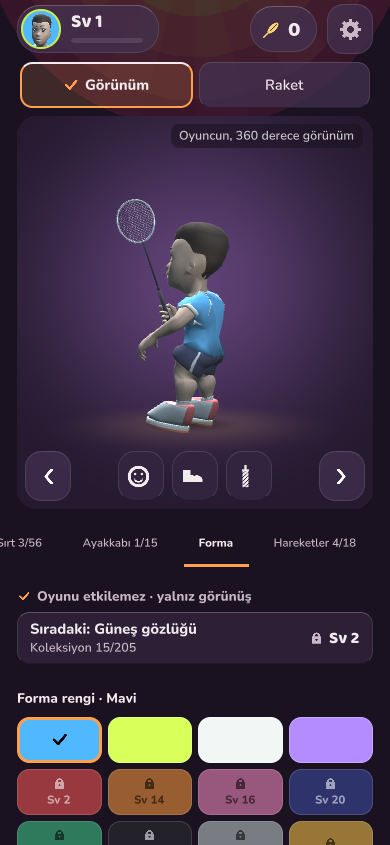 Sv 1
0
Görünüm
Raket
Oyuncun, 360 derece görünüm
Sırt 3/56
Ayakkabı 1/15
Forma
Hareketler 4/18
Oyunu etkilemez · yalnız görünüş
Sıradaki: Güneş gözlüğü
Sv 2
Koleksiyon 15/205
Forma rengi · Mavi
Sv 2
Sv 14
Sv 16
Sv 20